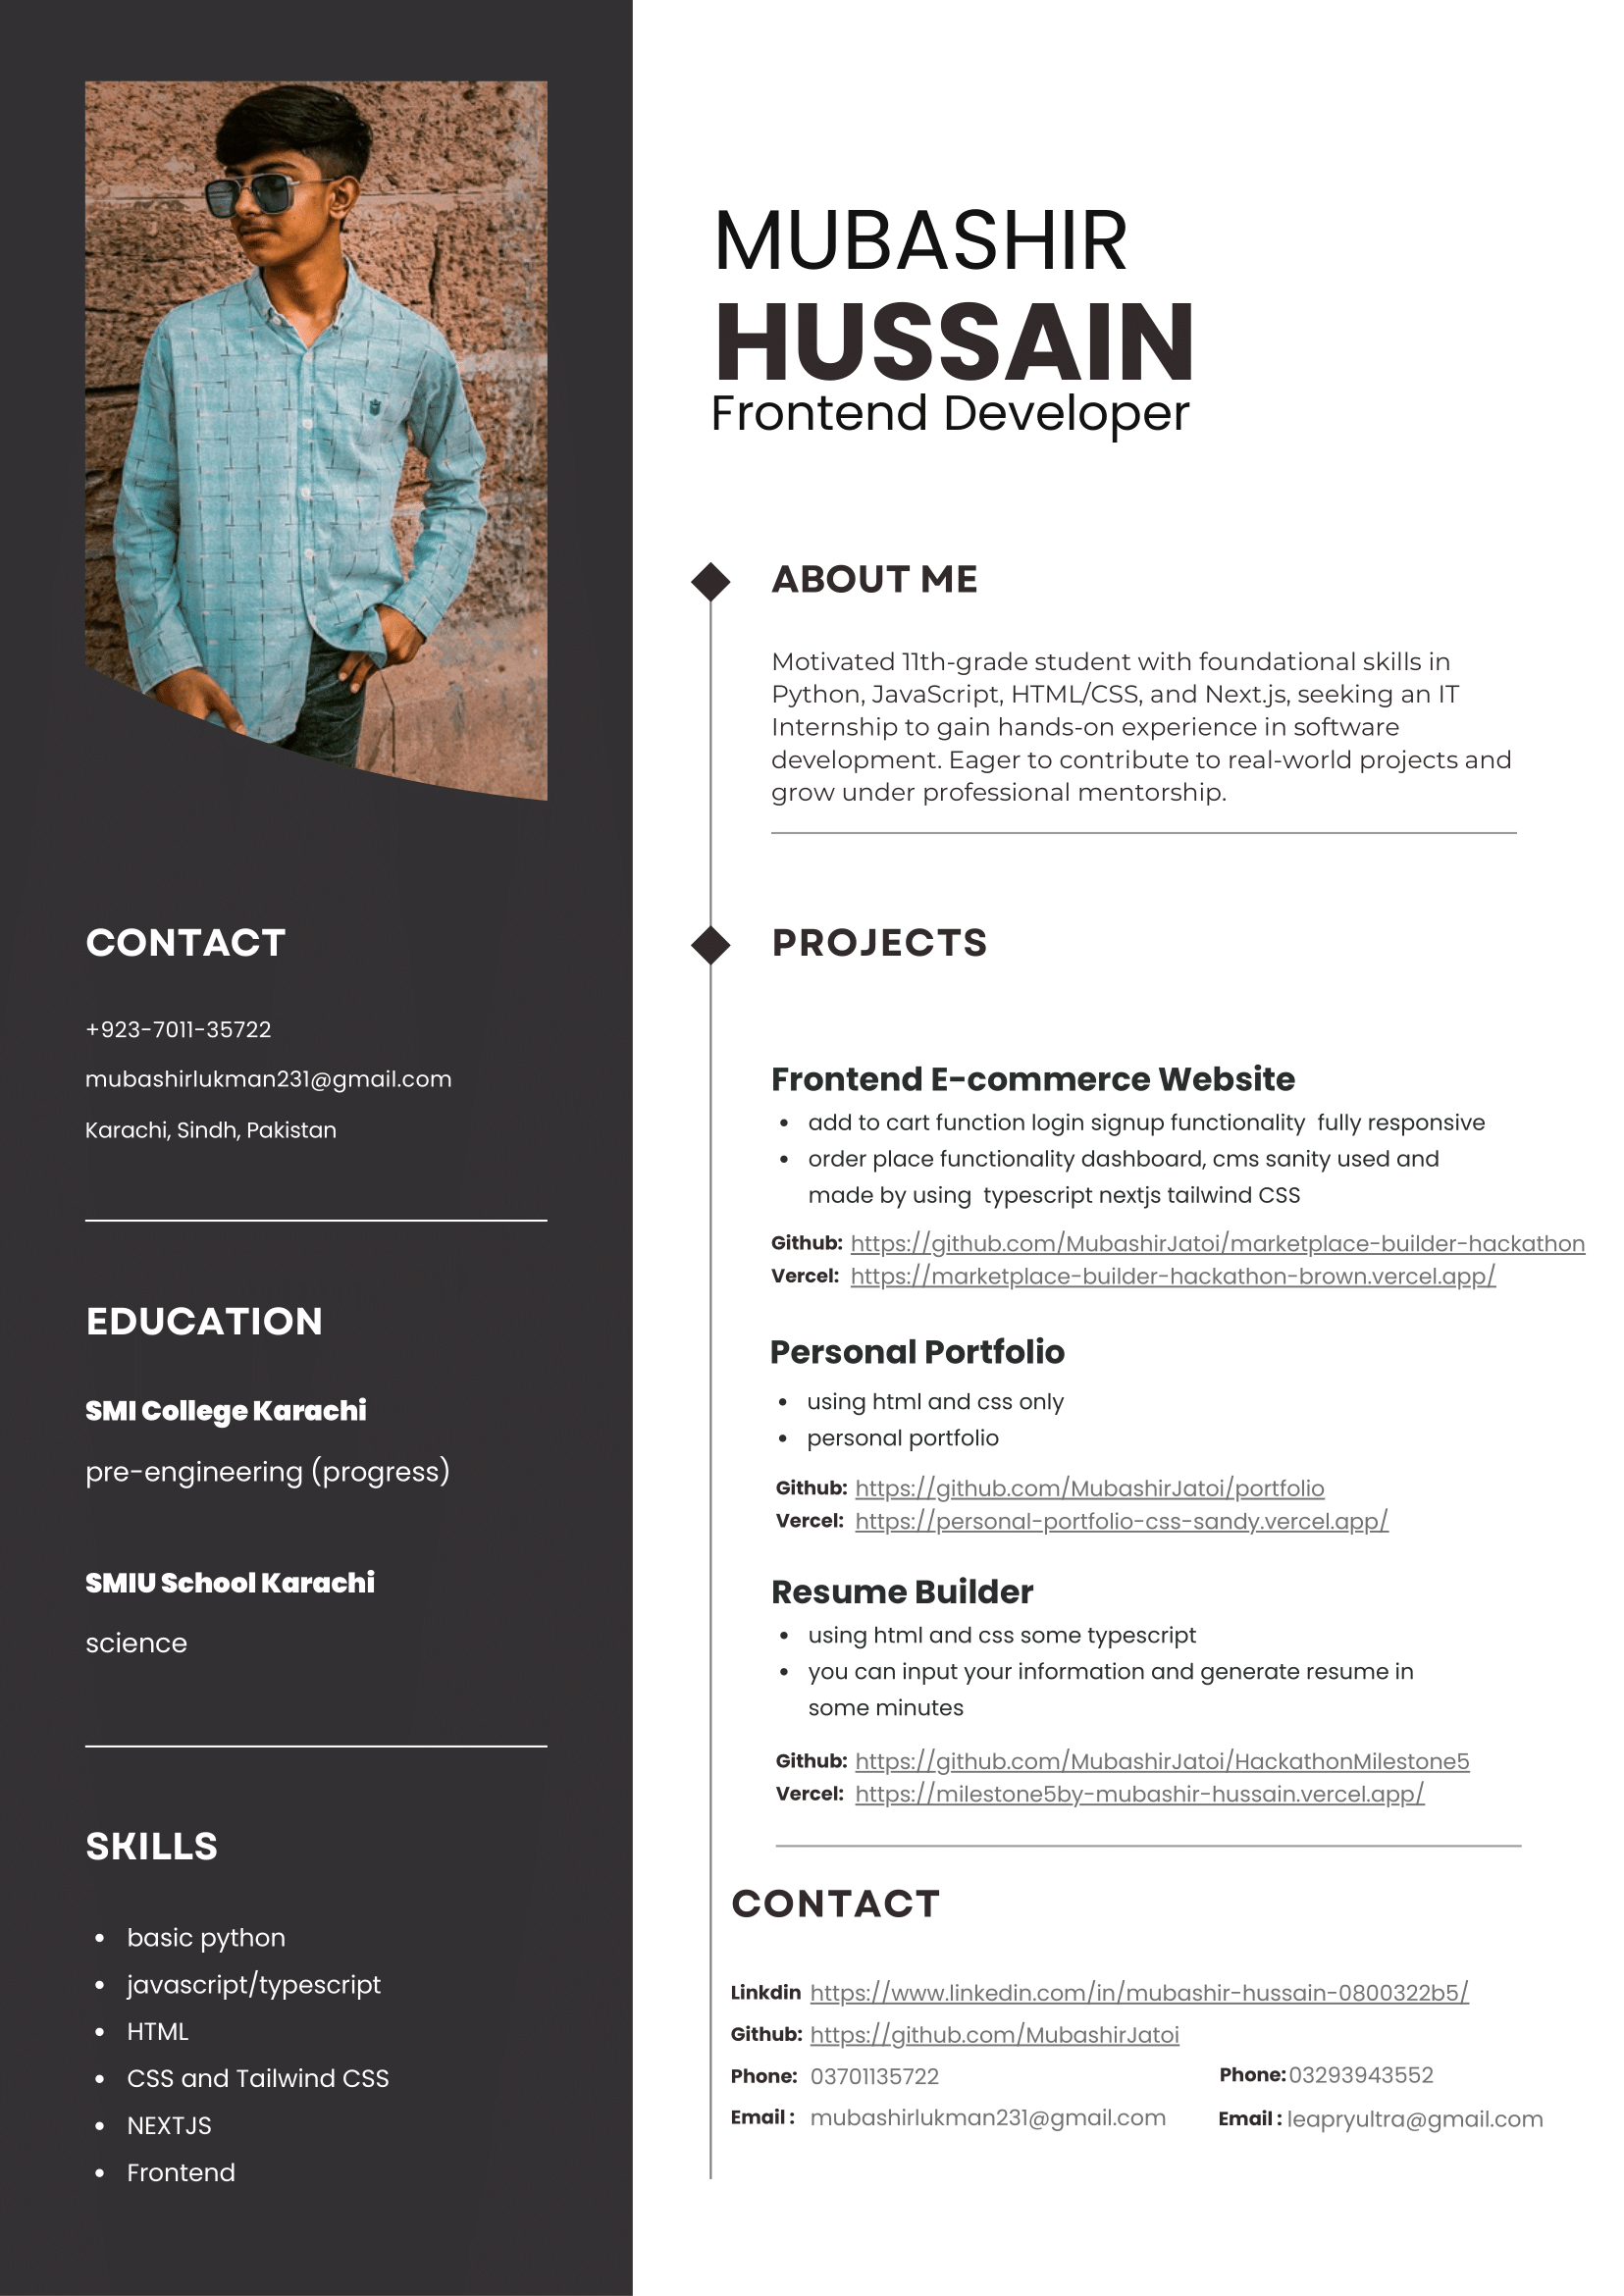 MUBASHIR
HUSSAIN
Frontend Developer
ABOUT ME
Motivated 11th-grade student with foundational skills in
Python, JavaScript, HTML/CSS, and Next.js, seeking an IT
Internship to gain hands-on experience in software
development. Eager to contribute to real-world projects and
grow under professional mentorship.
CONTACT
+923-7011-35722
mubashirlukman231@gmail.com
Karachi, Sindh, Pakistan
EDUCATION
SMI College Karachi
pre-engineering (progress)
SMIU School Karachi
science
SKILLS
• basic python
• javascript/typescript
• HTML
• CSS and Tailwind CSS
• NEXTJS
• Frontend
PROJECTS
Frontend E-commerce Website
• add to cart function login signup functionality  fully responsive
• order place functionality dashboard, cms sanity used and
made by using  typescript nextjs tailwind CSS
Github: https://github.com/MubashirJatoi/marketplace-builder-hackathon
Vercel: https://marketplace-builder-hackathon-brown.vercel.app/
Personal Portfolio
• using html and css only
• personal portfolio
Github: https://github.com/MubashirJatoi/portfolio
Vercel: https://personal-portfolio-css-sandy.vercel.app/
Resume Builder
• using html and css some typescript
• you can input your information and generate resume in
some minutes
Github: https://github.com/MubashirJatoi/HackathonMilestone5
Vercel: https://milestone5by-mubashir-hussain.vercel.app/
CONTACT
Linkdin https://www.linkedin.com/in/mubashir-hussain-0800322b5/
Github: https://github.com/MubashirJatoi
Phone: 03701135722 Phone: 03293943552
Email : mubashirlukman231@gmail.com Email : leapryultra@gmail.com